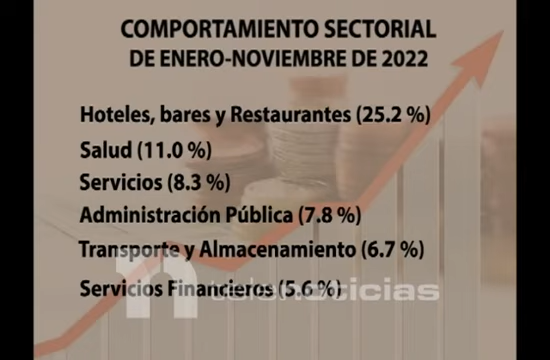 COMPORTAMIENTO SECTORIAL
DE ENERO-NOVIEMBRE DE 2022
Hoteles, bares y Restaurantes (25.2 %)
Salud (11.0 %)
Servicios (8.3 %)
Administración Pública (7.8 %)
Transporte y Almacenamiento (6.7 %)
Servicios Financieros (5.6 %)
telenoticias